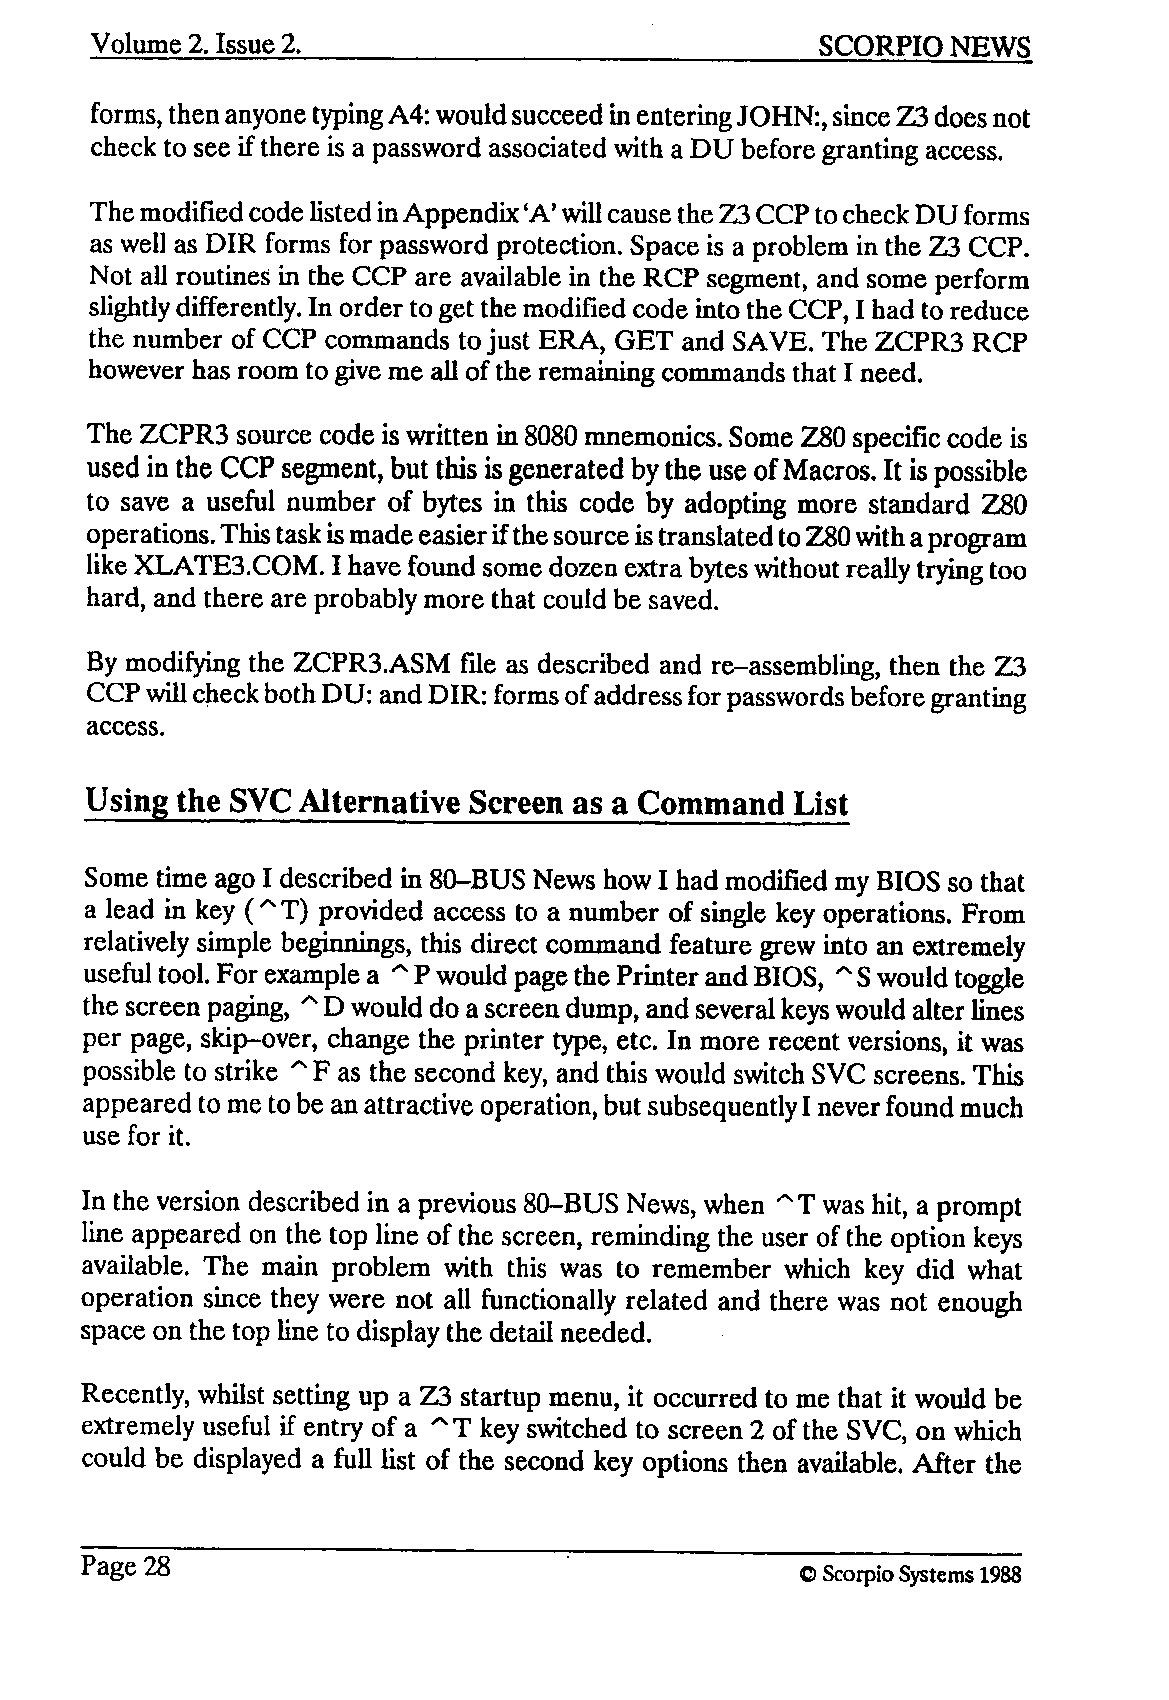 Volume 2. Issue 2. SCORPIO NEWS
forms, then anyone typing A4: would succeed in entering JOHN:, since Z3 does not
check to see if there is a password associated with a DU before granting access.
The modified code listed in Appendix ‘A’ will cause the Z3 CCP to check DU forms
as well as DIR forms for password protection. Space is a problem in the Z3 CCP.
Not all routines in the CCP are available in the RCP segment, and some perform
slightly differently. In order to get the modified code into the CCP, I had to reduce
the number of CCP commands to just ERA, GET and SAVE. The ZCPR3 RCP
however has room to give me all of the remaining commands that I need.
The ZCPR3 source code is written in 8080 mnemonics. Some Z80 specific code is
used in the CCP segment, but this is generated by the use of Macros. It is possible
to save a useful number of bytes in this code by adopting more standard Z80
operations. This task is made easier if the source is translated to Z80 with a program
like XLATE3.COM. I have found some dozen extra bytes without really trying too
hard, and there are probably more that could be saved.
By modifying the ZCPR3.ASM file as described and re–assembling, then the Z3
CCP will check both DU: and DIR: forms of address for passwords before granting
access.
Using the SVC Alternative Screen as a Command List
Some time ago I described in 80–BUS News how I had modified my BIOS so that
a lead in key (^T) provided access to a number of single key operations. From
relatively simple beginnings, this direct command feature grew into an extremely
useful tool. For example a ^P would page the Printer and BIOS, ^S would toggle
the screen paging, ^D would do a screen dump, and several keys would alter lines
per page, skip–over, change the printer type, etc. In more recent versions, it was
possible to strike ^F as the second key, and this would switch SVC screens. This
appeared to me to be an attractive operation, but subsequently I never found much
use for it.
In the version described in a previous 80–BUS News, when ^T was hit, a prompt
line appeared on the top line of the screen, reminding the user of the option keys
available. The main problem with this was to remember which key did what
operation since they were not all functionally related and there was not enough
space on the top line to display the detail needed.
Recently, whilst setting up a Z3 startup menu, it occurred to me that it would be
extremely useful if entry of a ^T key switched to screen 2 of the SVC, on which
could be displayed a full list of the second key options then available. After the
Page 28 © Scorpio Systems 1988